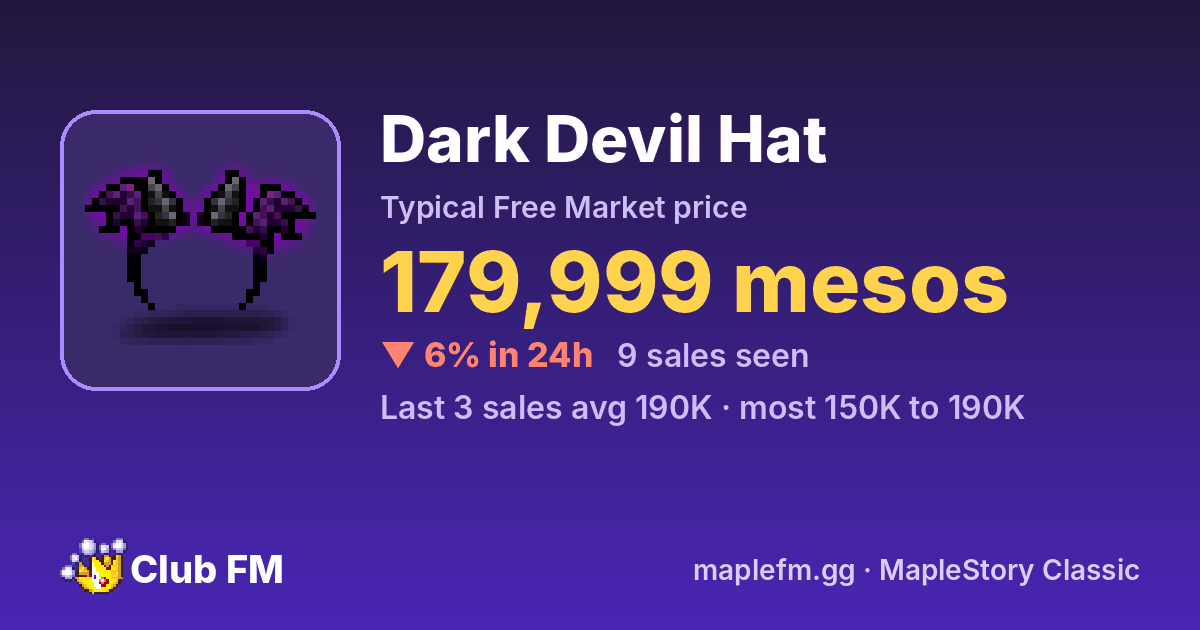 Dark Devil Hat
Typical Free Market price
179,999 mesos
▼ 6% in 24h 9 sales seen
Last 3 sales avg 190K · most 150K to 190K
Club FM
maplefm.gg · MapleStory Classic